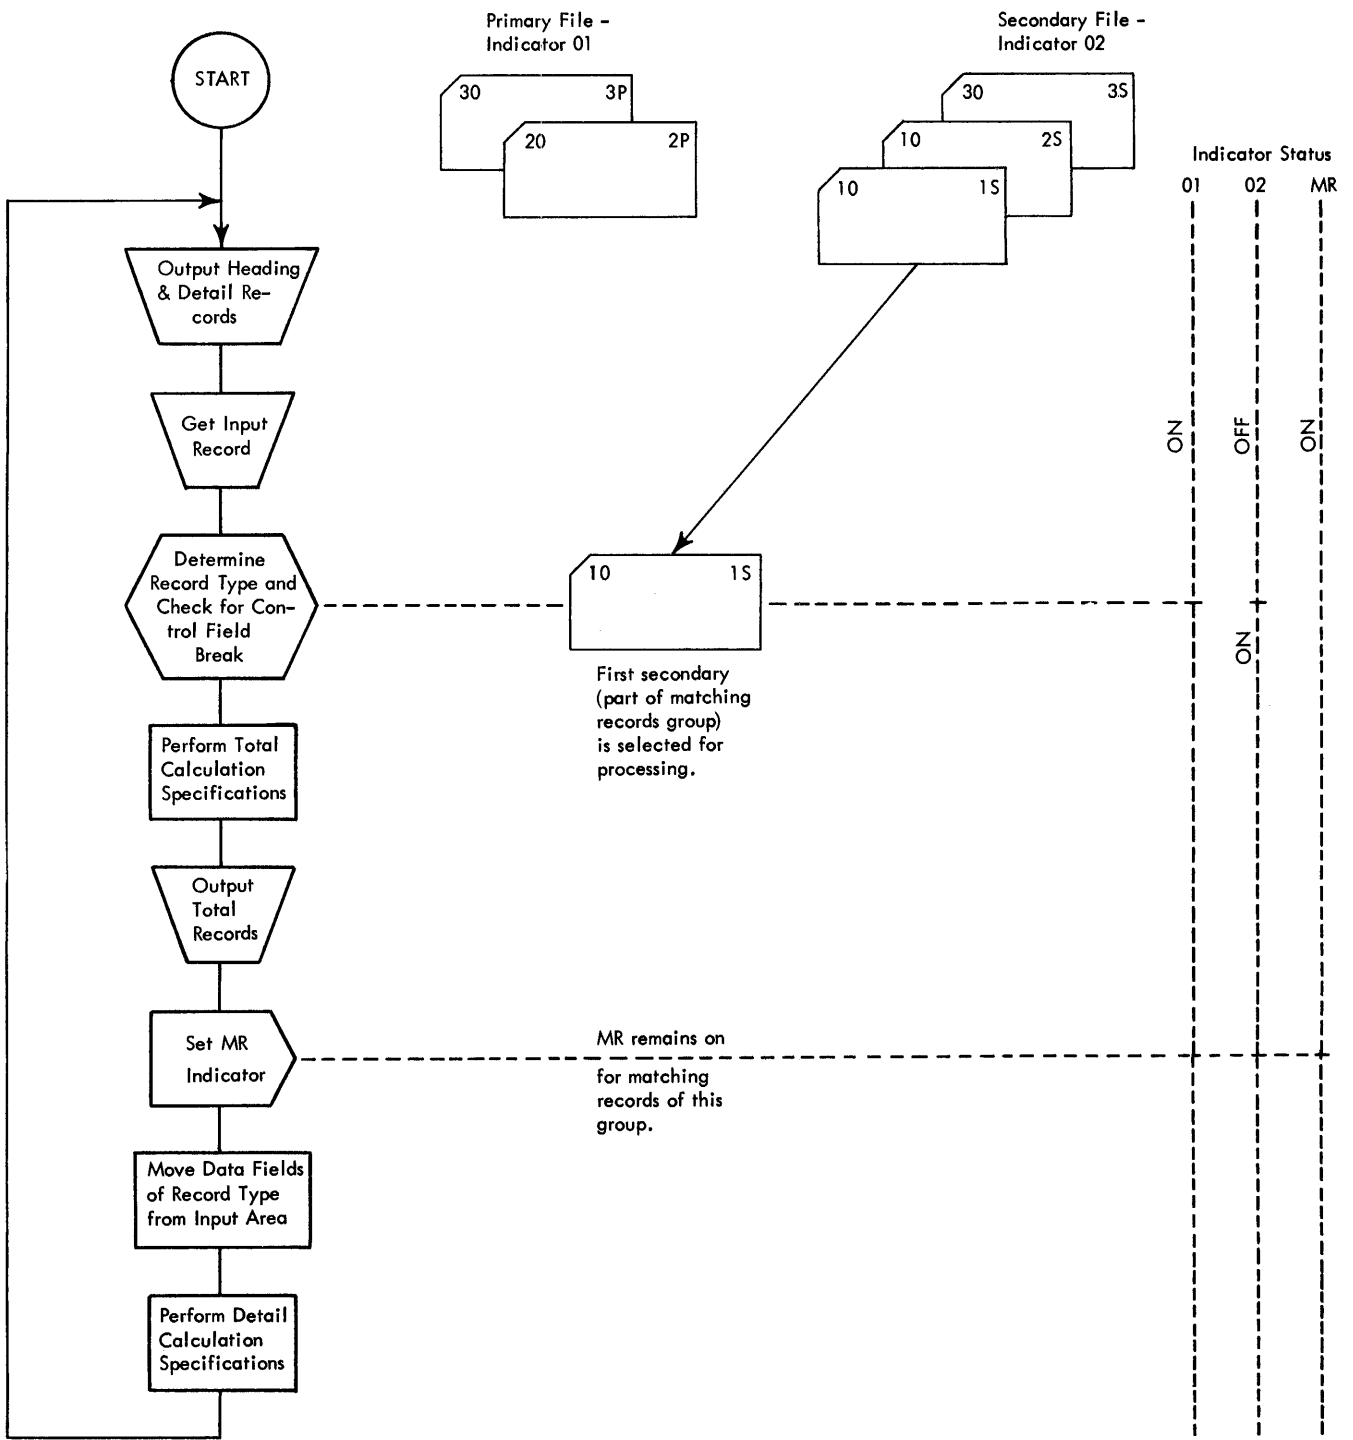 Primary File -
Indicator 01
Secondary File -
Indicator 02
START
30 3P
20 2P
30 3S
10 2S
10 1S
Indicator Status
01 02 MR
Output Heading
& Detail Re-
cords
Get Input
Record
ON
OFF
ON
Determine
Record Type and
Check for Con-
trol Field
Break
10 1S
ON
First secondary
(part of matching
records group)
is selected for
processing.
Perform Total
Calculation
Specifications
Output
Total
Records
Set MR
Indicator
MR remains on
for matching
records of this
group.
Move Data Fields
of Record Type
from Input Area
Perform Detail
Calculation
Specifications